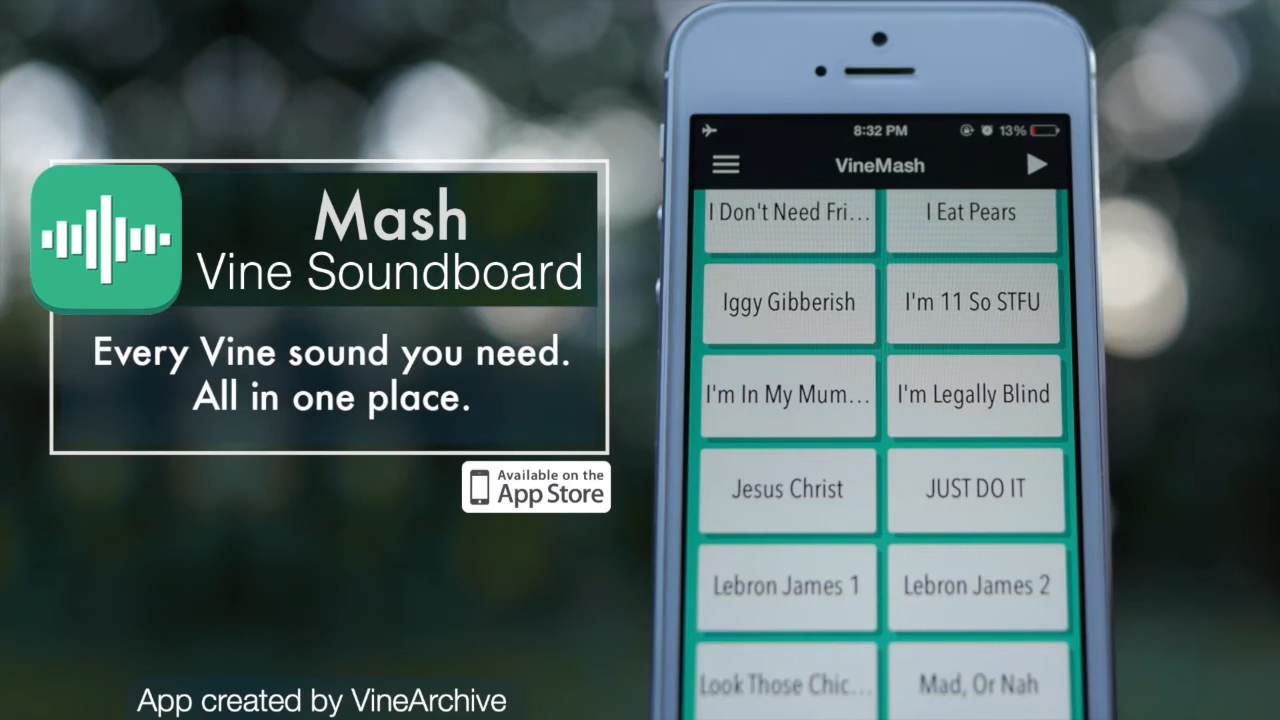 Mash
Vine Soundboard
Every Vine sound you need.
All in one place.
Available on the
App Store
App created by VineArchive
8:32 PM
13%
VineMash
I Don't Need Fri...
I Eat Pears
Iggy Gibberish
I'm 11 So STFU
I'm In My Mum...
I'm Legally Blind
Jesus Christ
JUST DO IT
Lebron James 1
Lebron James 2
Look Those Chic...
Mad, Or Nah